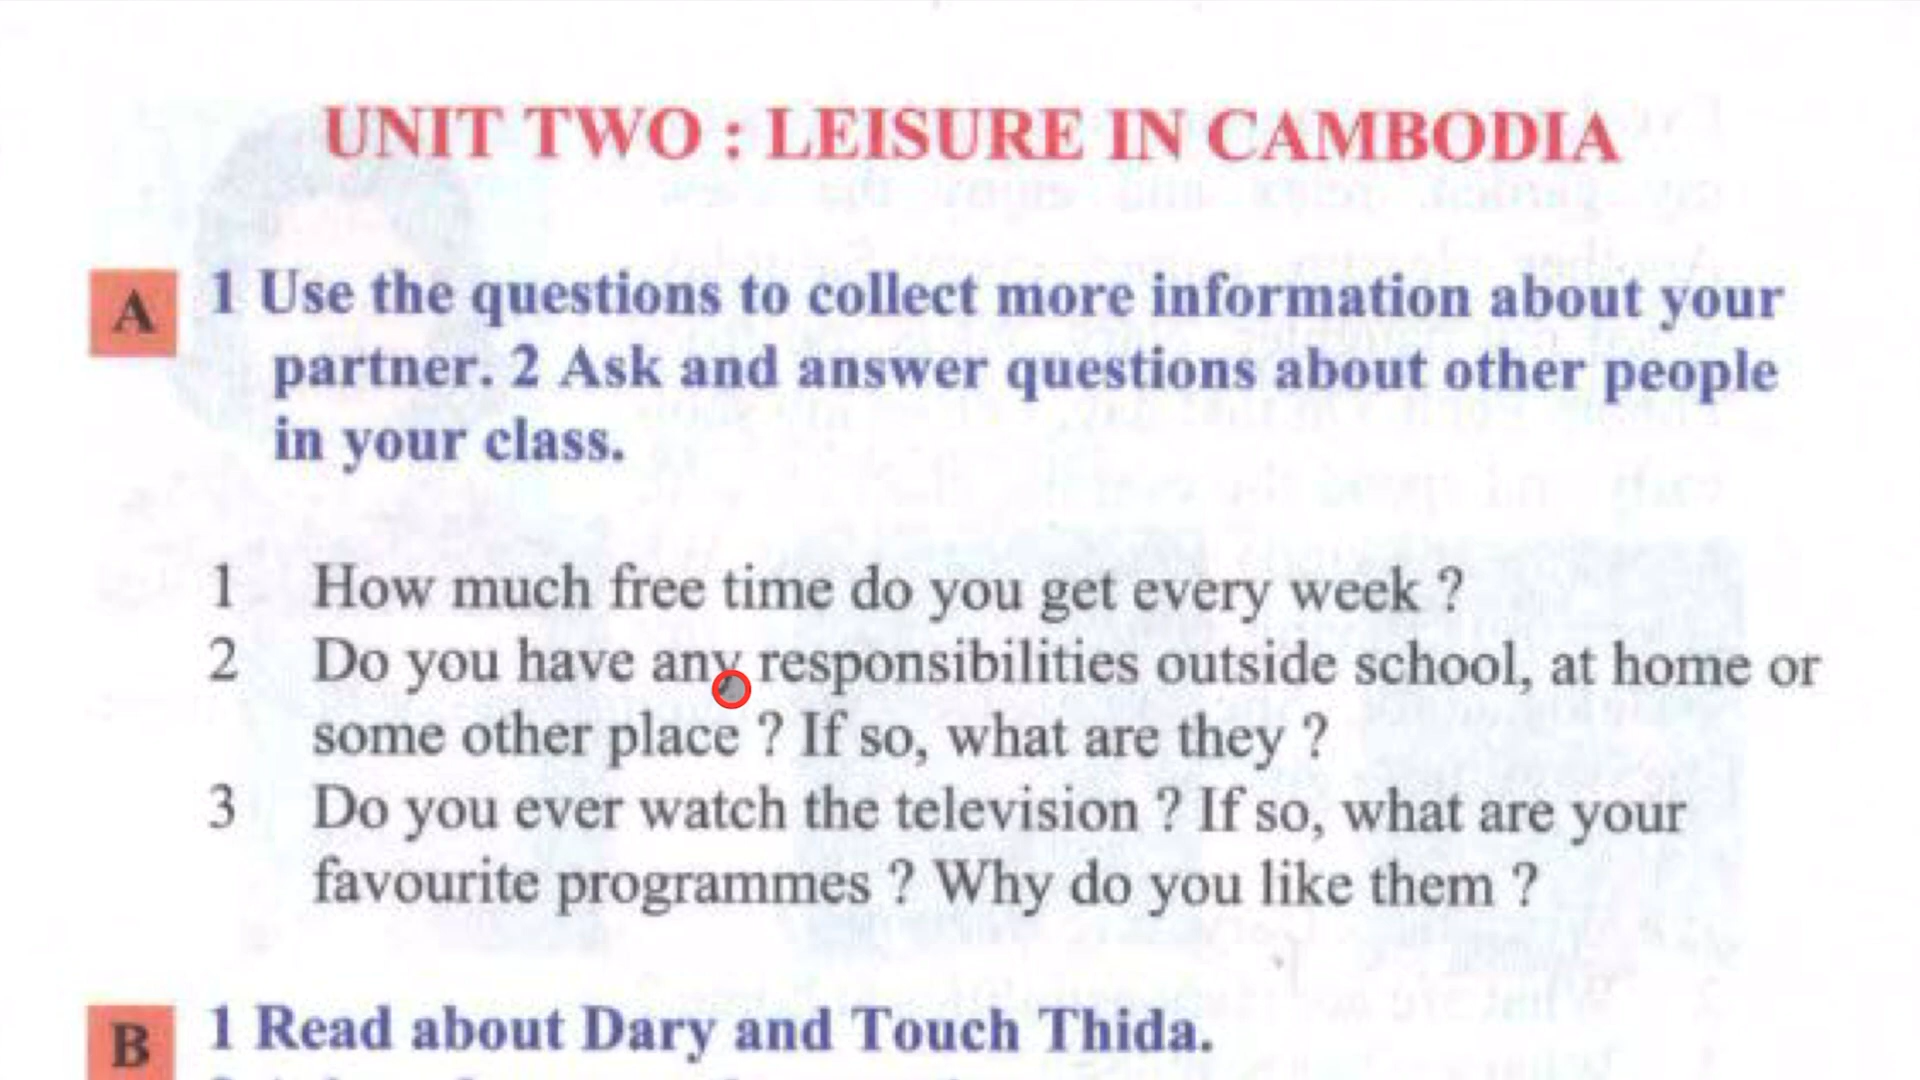 UNIT TWO : LEISURE IN CAMBODIA
A 1 Use the questions to collect more information about your
partner. 2 Ask and answer questions about other people
in your class.
1 How much free time do you get every week ?
2 Do you have any responsibilities outside school, at home or
some other place ? If so, what are they ?
3 Do you ever watch the television ? If so, what are your
favourite programmes ? Why do you like them ?
B 1 Read about Dary and Touch Thida.